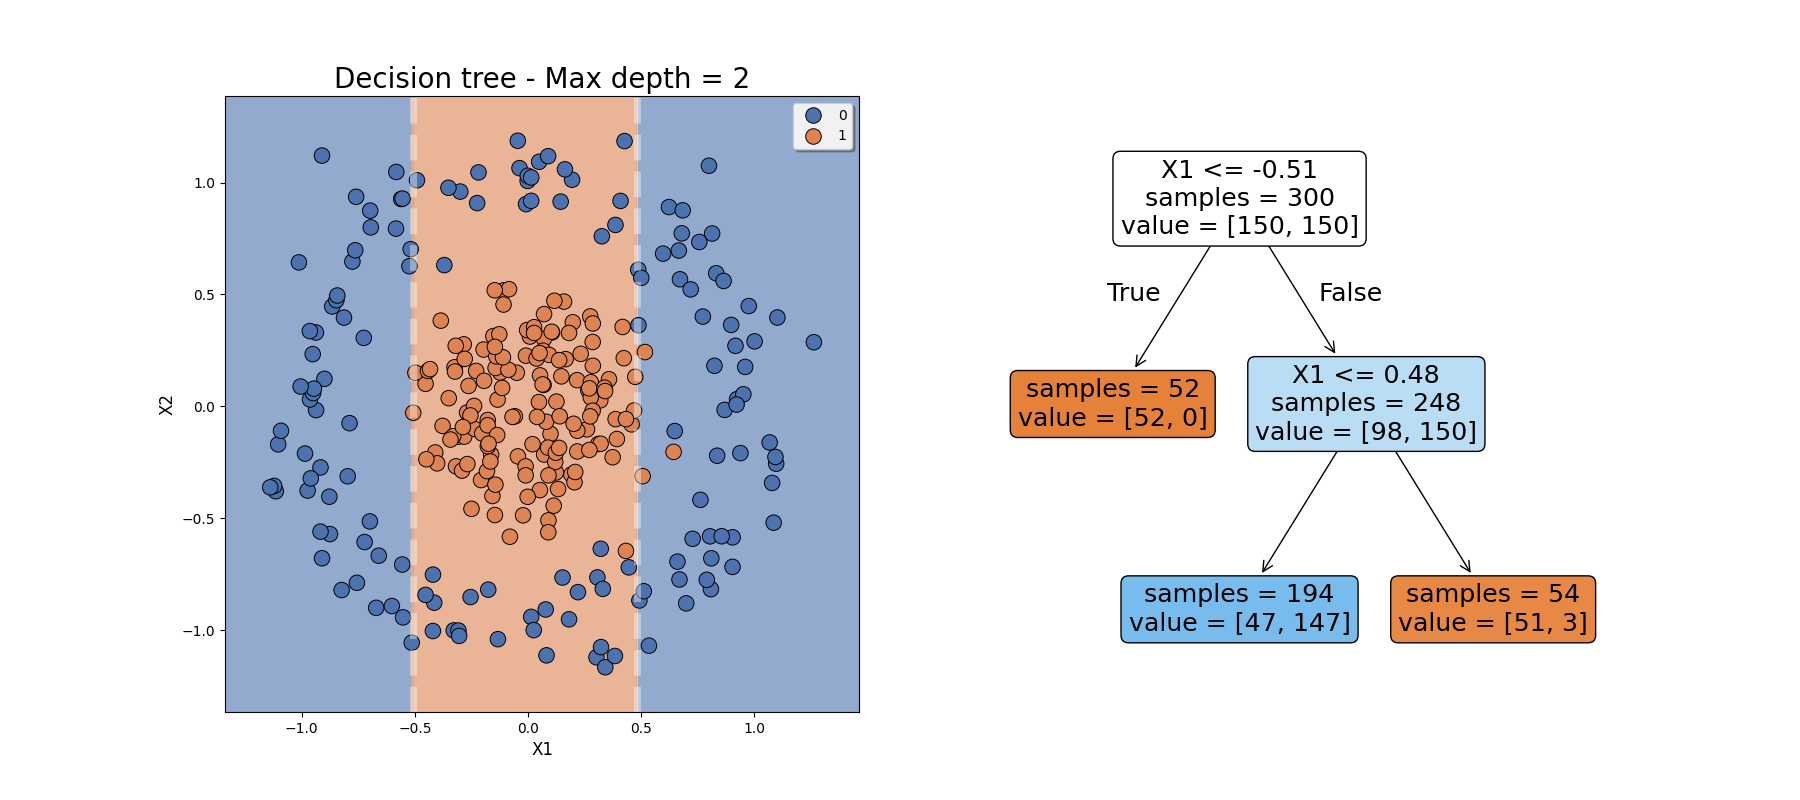 Decision tree - Max depth = 2
0
1
1.0
0.5
0.0
−0.5
−1.0
X2
−1.0
−0.5
0.0
0.5
1.0
X1
X1 <= -0.51
samples = 300
value = [150, 150]
True
False
samples = 52
value = [52, 0]
X1 <= 0.48
samples = 248
value = [98, 150]
samples = 194
value = [47, 147]
samples = 54
value = [51, 3]